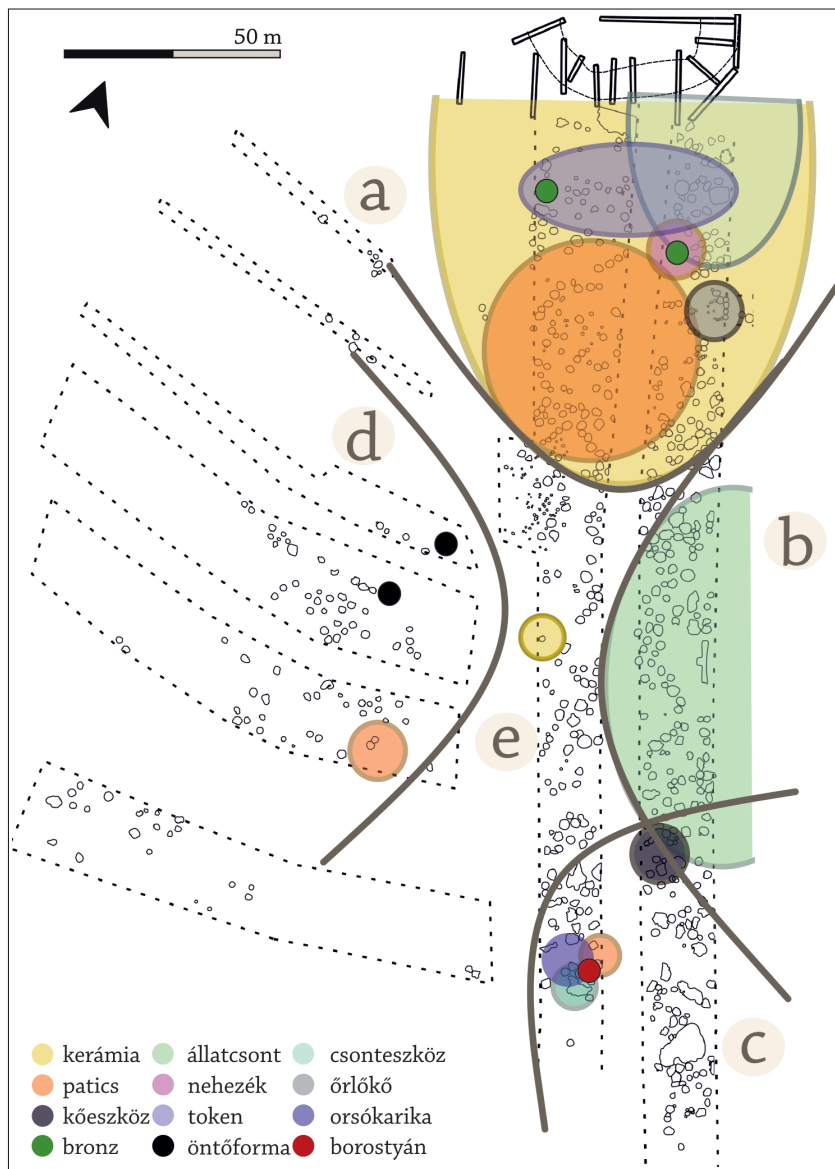 50 m
a
d
b
e
c
kerámia állatcsont csonteszköz
patics nehezék őrlőkő
kőeszköz token orsókarika
bronz öntőforma borostyán